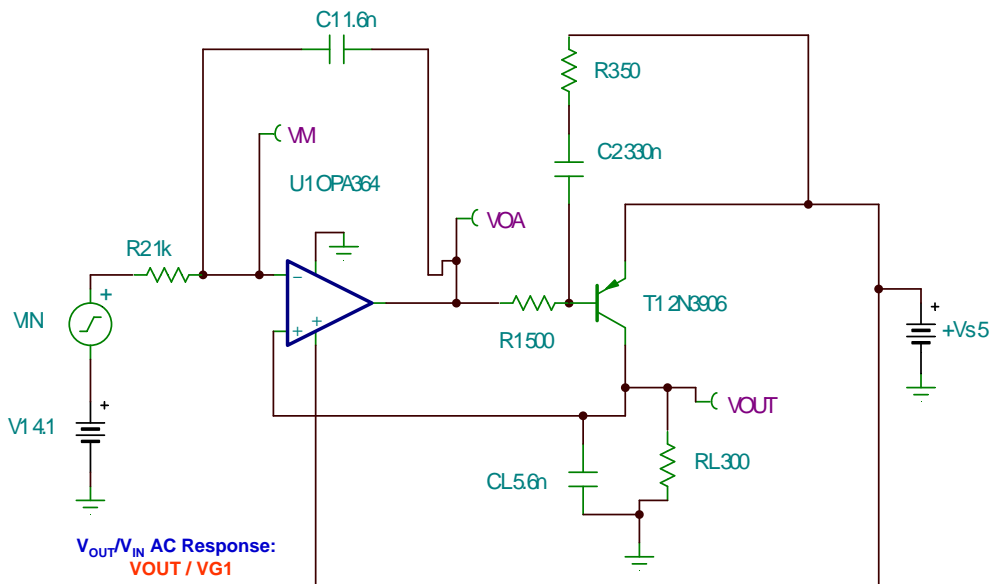 C1 1.6n
R3 50
VM
C2 330n
U1 OPA364
VOA
R2 1k
T1 2N3906
VIN
+
R1 500
+
+Vs 5
+
V1 4.1
VOUT
RL 300
CL 5.6n
VOUT/VIN AC Response:
VOUT / VG1